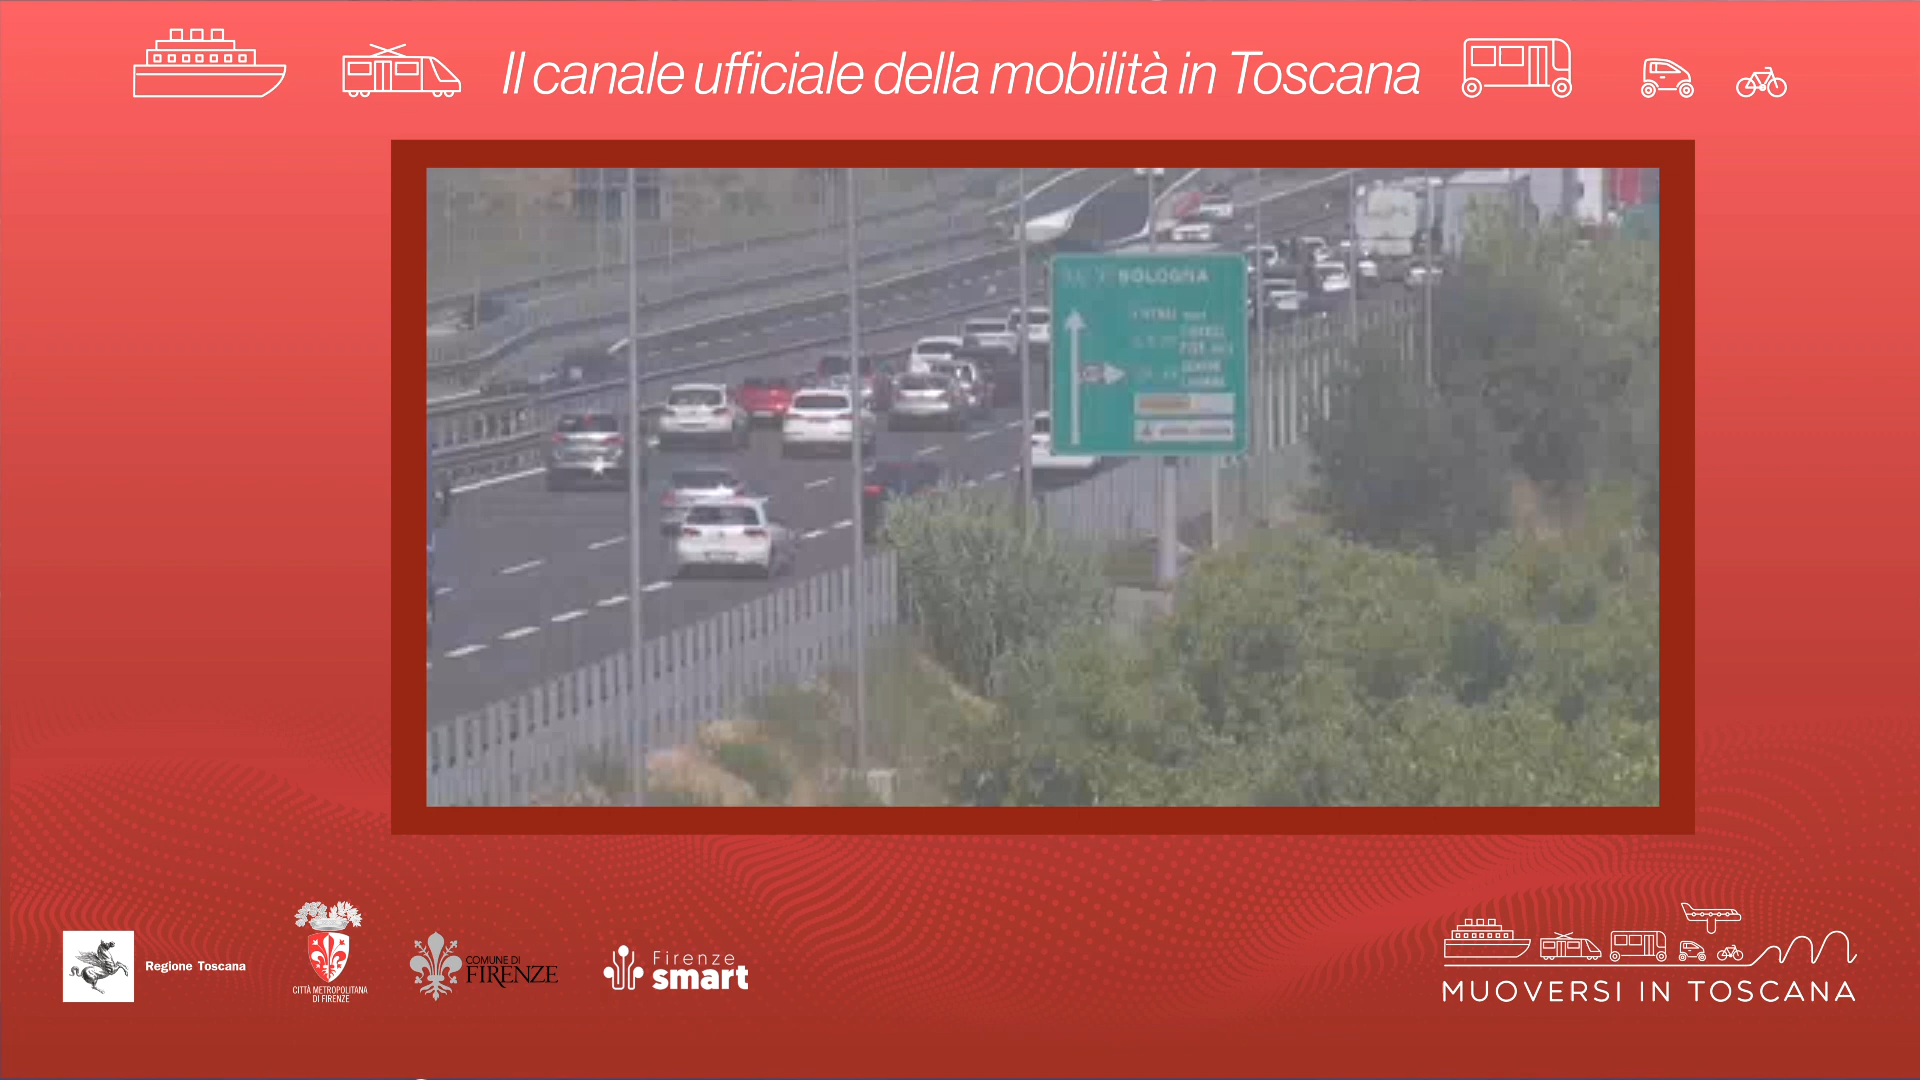 Il canale ufficiale della mobilità in Toscana
BOLOGNA
Regione Toscana
CITTÀ METROPOLITANA
DI FIRENZE
COMUNE DI
FIRENZE
Firenze
smart
MUOVERSI IN TOSCANA